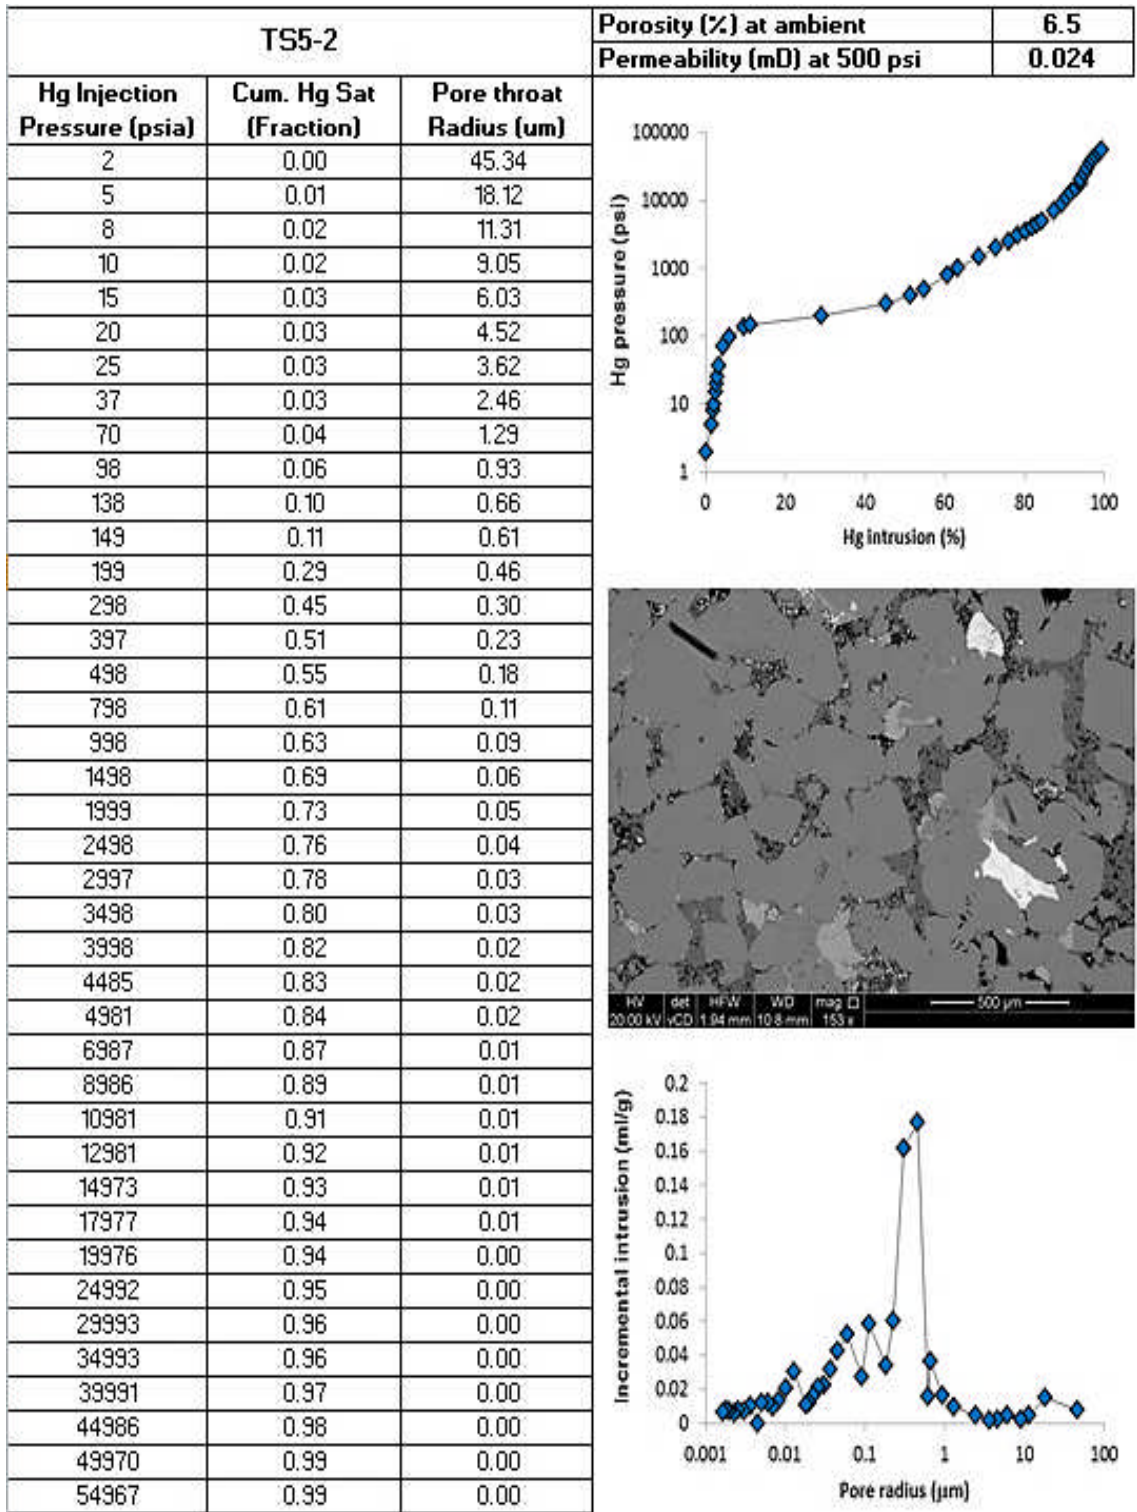 TS5-2
Porosity (%) at ambient 6.5
Permeability (mD) at 500 psi 0.024
Hg Injection Pressure (psia) Cum. Hg Sat (Fraction) Pore throat Radius (um)
2 0.00 45.34
5 0.01 18.12
8 0.02 11.31
10 0.02 9.05
15 0.03 6.03
20 0.03 4.52
25 0.03 3.62
37 0.03 2.46
70 0.04 1.29
98 0.06 0.93
138 0.10 0.66
149 0.11 0.61
199 0.29 0.46
298 0.45 0.30
397 0.51 0.23
498 0.55 0.18
798 0.61 0.11
998 0.63 0.09
1498 0.69 0.06
1999 0.73 0.05
2498 0.76 0.04
2997 0.78 0.03
3498 0.80 0.03
3998 0.82 0.02
4485 0.83 0.02
4981 0.84 0.02
6987 0.87 0.01
8986 0.89 0.01
10981 0.91 0.01
12981 0.92 0.01
14973 0.93 0.01
17977 0.94 0.01
19976 0.94 0.00
24992 0.95 0.00
29993 0.96 0.00
34993 0.96 0.00
39991 0.97 0.00
44986 0.98 0.00
49970 0.99 0.00
54967 0.99 0.00
Hg pressure (psi)
100000
10000
1000
100
10
1
0 20 40 60 80 100
Hg intrusion (%)
HV det HFW WD mag □ 500 µm
20.00 kV vCD 1.94 mm 10.8 mm 153 x
Incremental intrusion (ml/g)
0.2
0.18
0.16
0.14
0.12
0.1
0.08
0.06
0.04
0.02
0
0.001 0.01 0.1 1 10 100
Pore radius (µm)